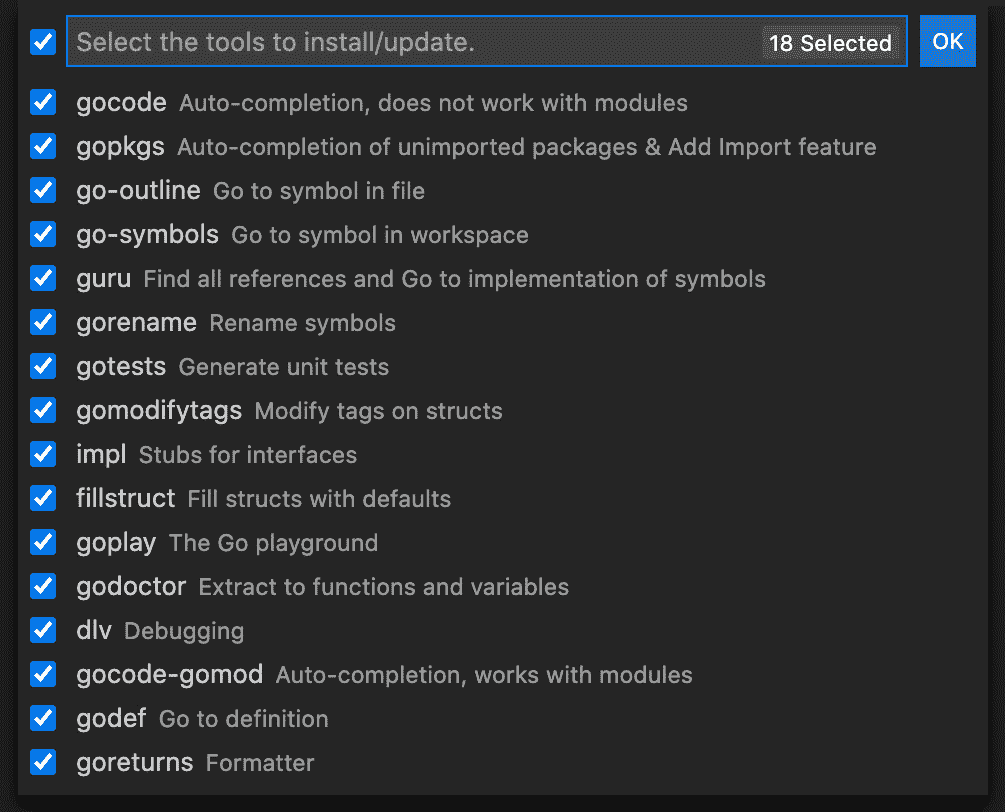 Select the tools to install/update. 18 Selected OK
gocode Auto-completion, does not work with modules
gopkgs Auto-completion of unimported packages & Add Import feature
go-outline Go to symbol in file
go-symbols Go to symbol in workspace
guru Find all references and Go to implementation of symbols
gorename Rename symbols
gotests Generate unit tests
gomodifytags Modify tags on structs
impl Stubs for interfaces
fillstruct Fill structs with defaults
goplay The Go playground
godoctor Extract to functions and variables
dlv Debugging
gocode-gomod Auto-completion, works with modules
godef Go to definition
goreturns Formatter